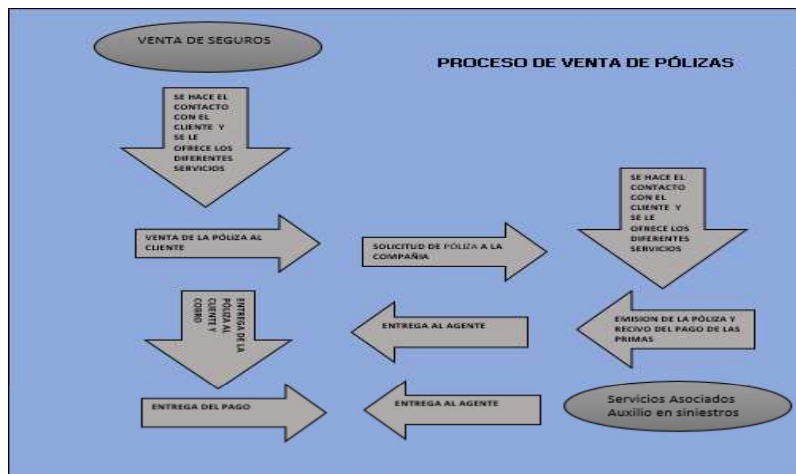 VENTA DE SEGUROS
PROCESO DE VENTA DE PÓLIZAS
SE HACE EL
CONTACTO
CON EL
CLIENTE Y
SE LE
OFRECE LOS
DIFERENTES
SERVICIOS
SE HACE EL
CONTACTO
CON EL
CLIENTE Y
SE LE
OFRECE LOS
DIFERENTES
SERVICIOS
VENTA DE LA PÓLIZA AL
CLIENTE
SOLICITUD DE PÓLIZA A LA
COMPAÑIA
ENTREGA DE LA
PÓLIZA AL
CLIENTE Y
COBRO
ENTREGA AL AGENTE
EMISION DE LA PÓLIZA Y
RECIVO DEL PAGO DE LAS
PRIMAS
ENTREGA DEL PAGO
ENTREGA AL AGENTE
Servicios Asociados
Auxilio en siniestros